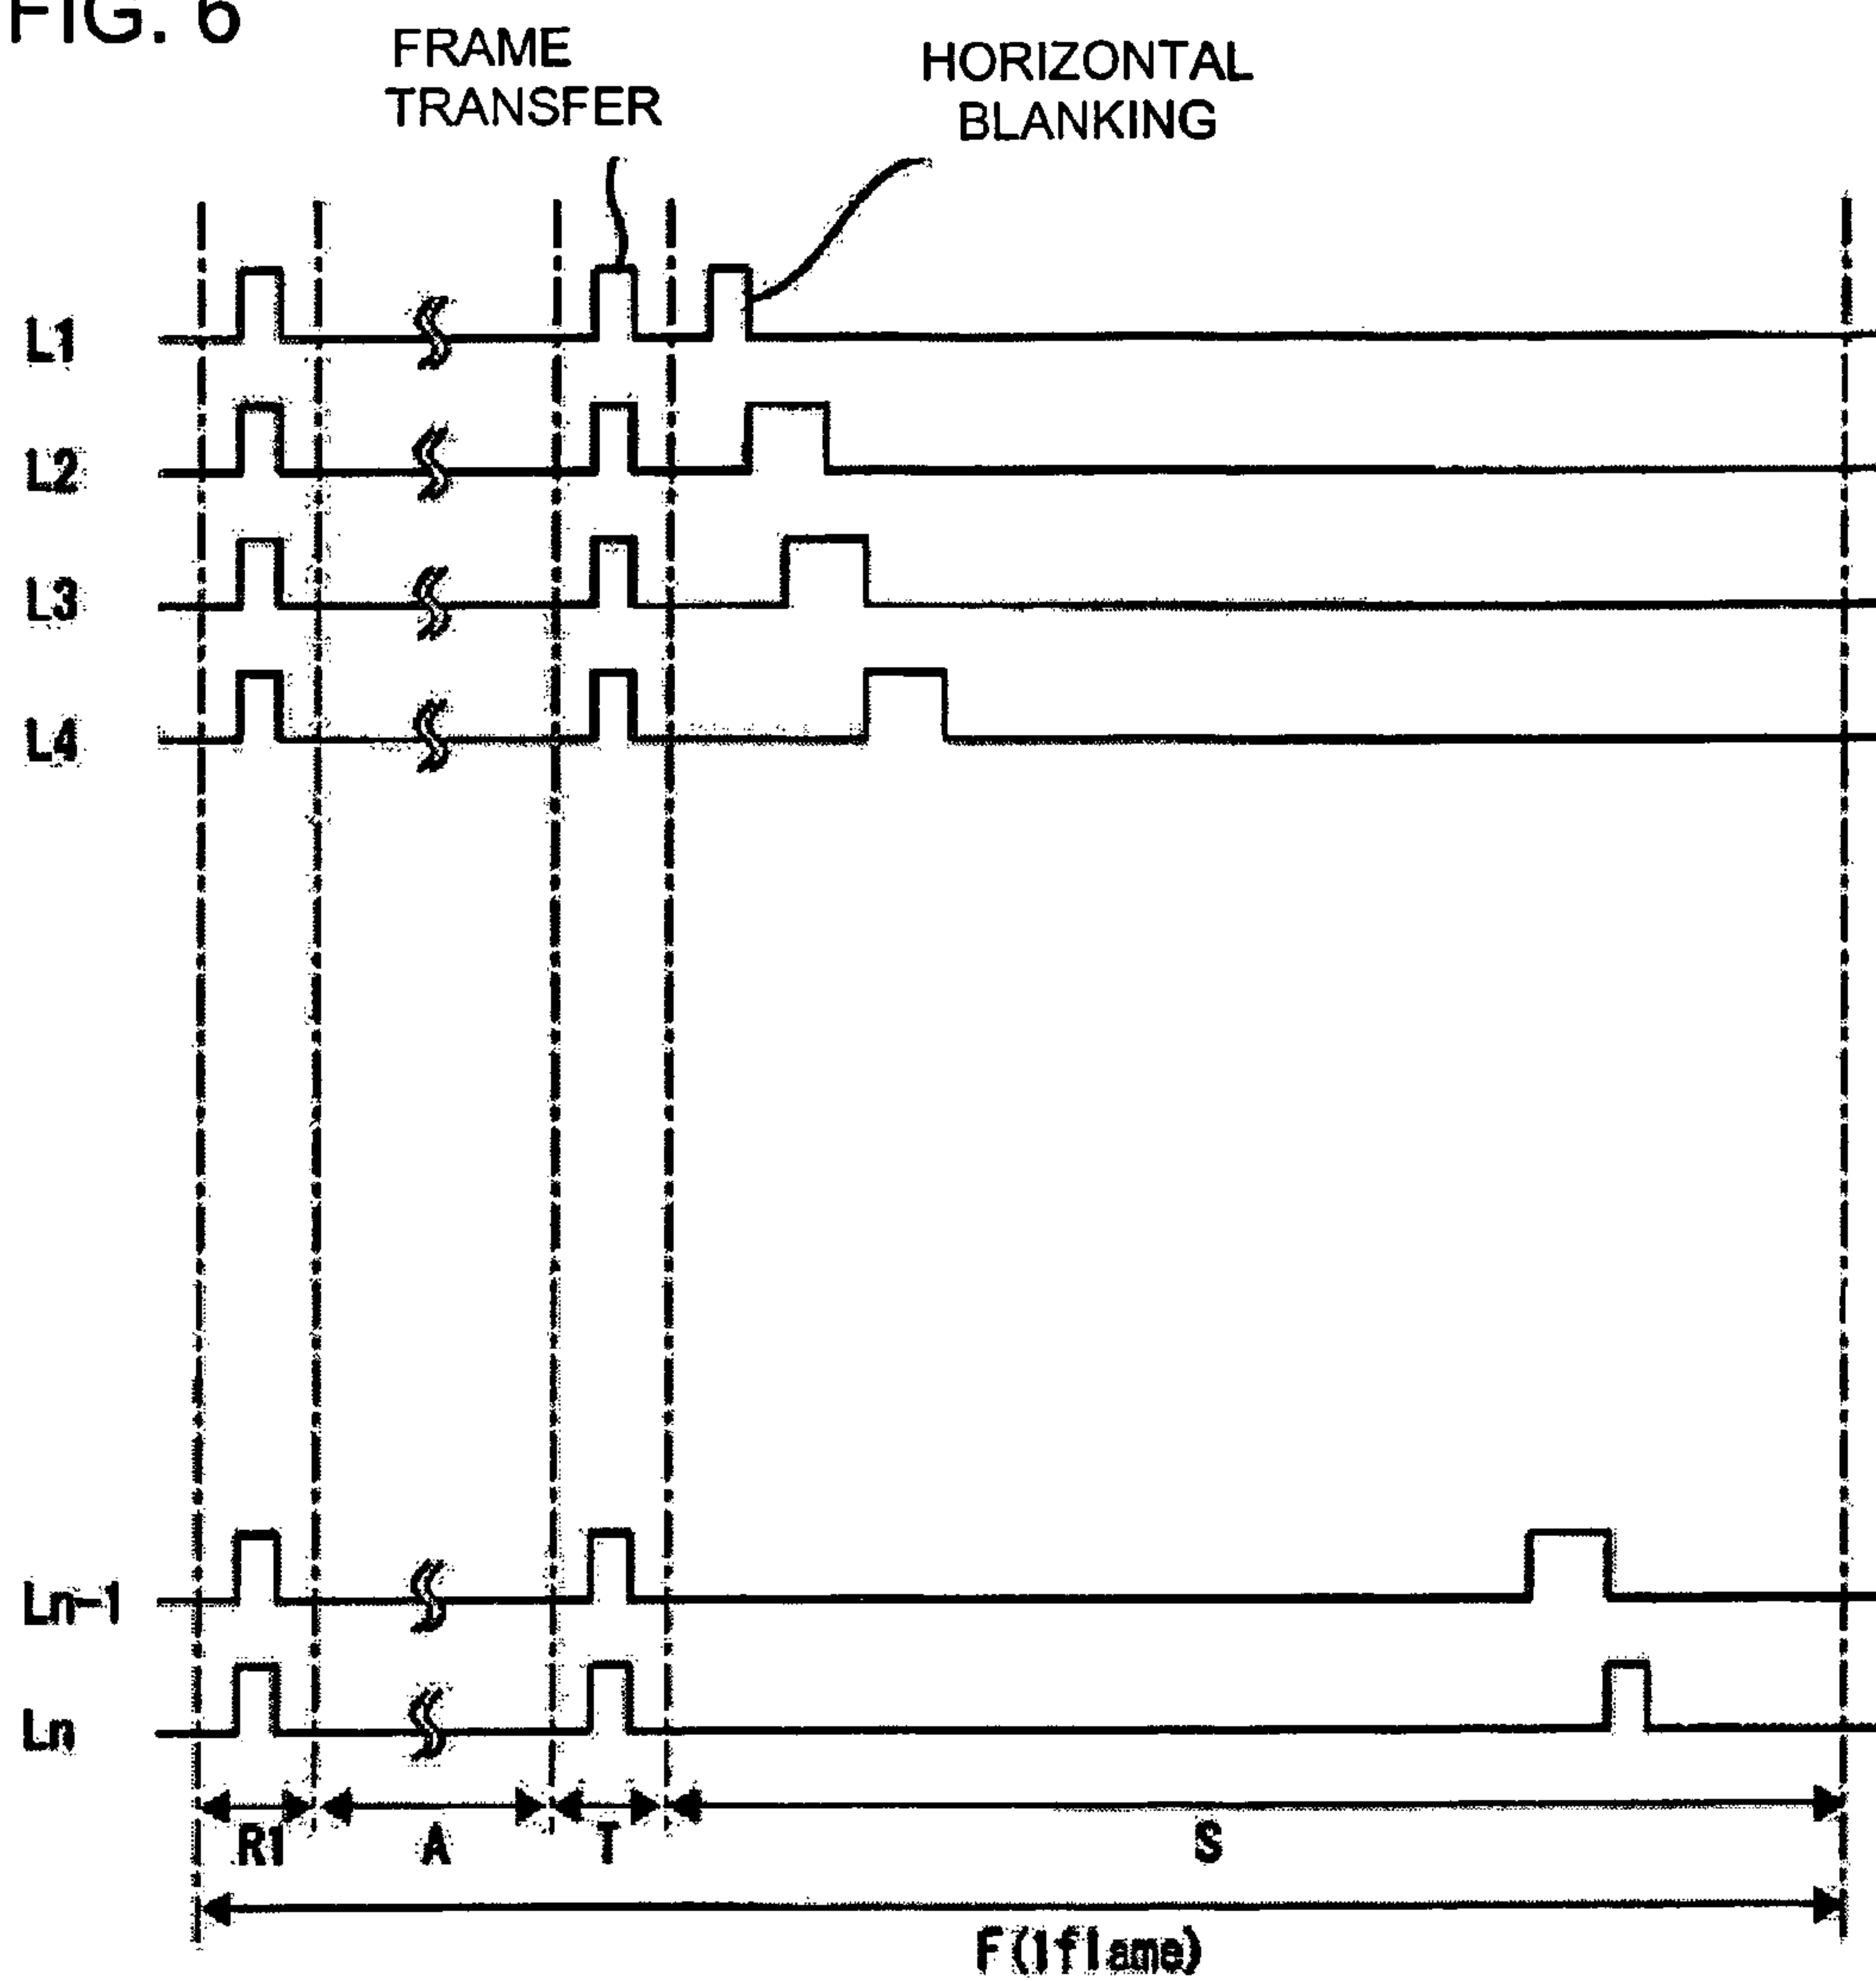 FIG. 6
FRAME
TRANSFER
HORIZONTAL
BLANKING
L1
L2
L3
L4
Ln-1
Ln
R1 A T S
F(1flame)